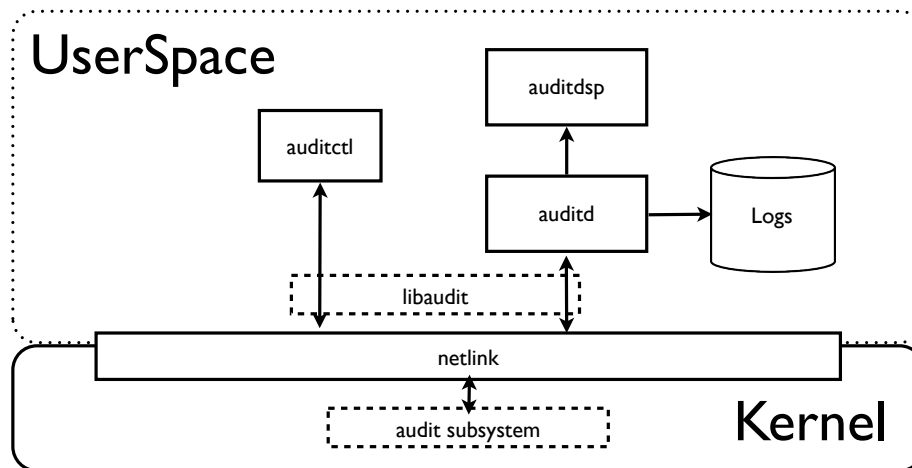 UserSpace
auditdsp
auditctl
auditd
Logs
libaudit
netlink
audit subsystem
Kernel